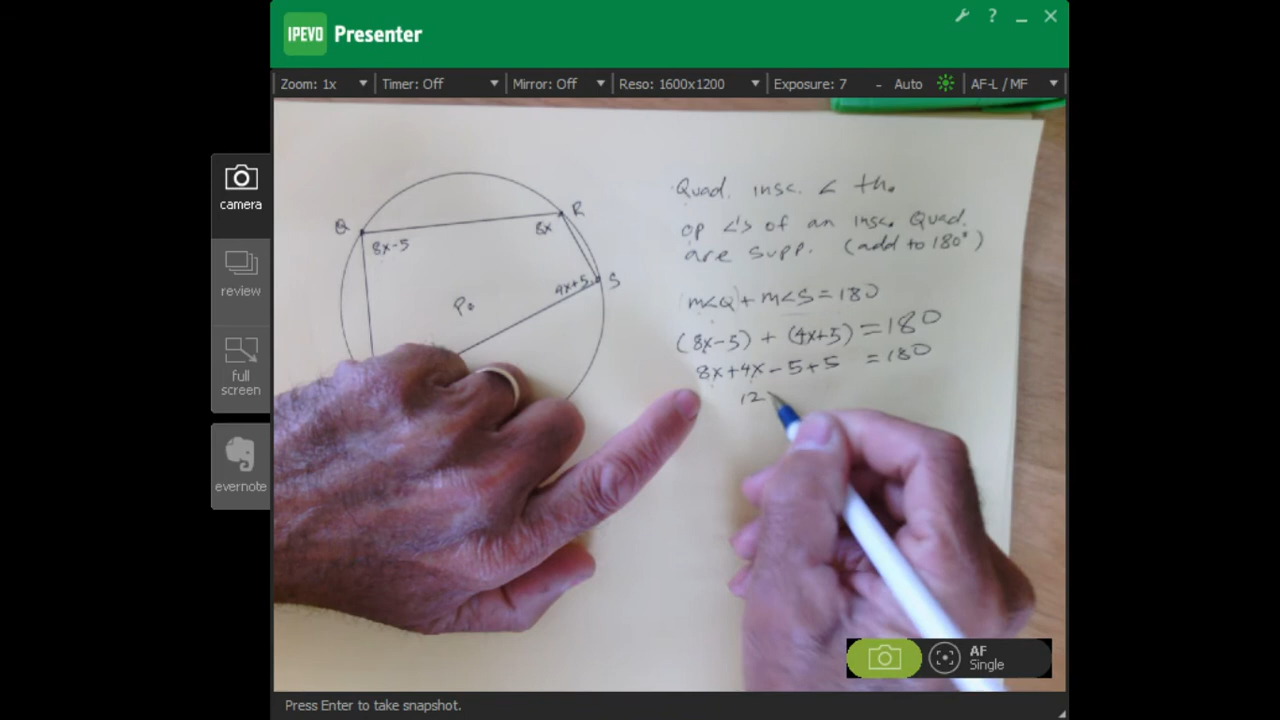 IPEVO Presenter
Zoom: 1x Timer: Off Mirror: Off Reso: 1600x1200 Exposure: 7 - Auto AF-L / MF
camera
review
full
screen
evernote
Q
R
8x-5
8x
4x+5
S
P
Quad. insc. < th.
op <'s of an insc. Quad.
are supp. (add to 180°)
m<Q + m<S = 180
(8x-5) + (4x+5) = 180
8x+4x-5+5 = 180
12
AF
Single
Press Enter to take snapshot.